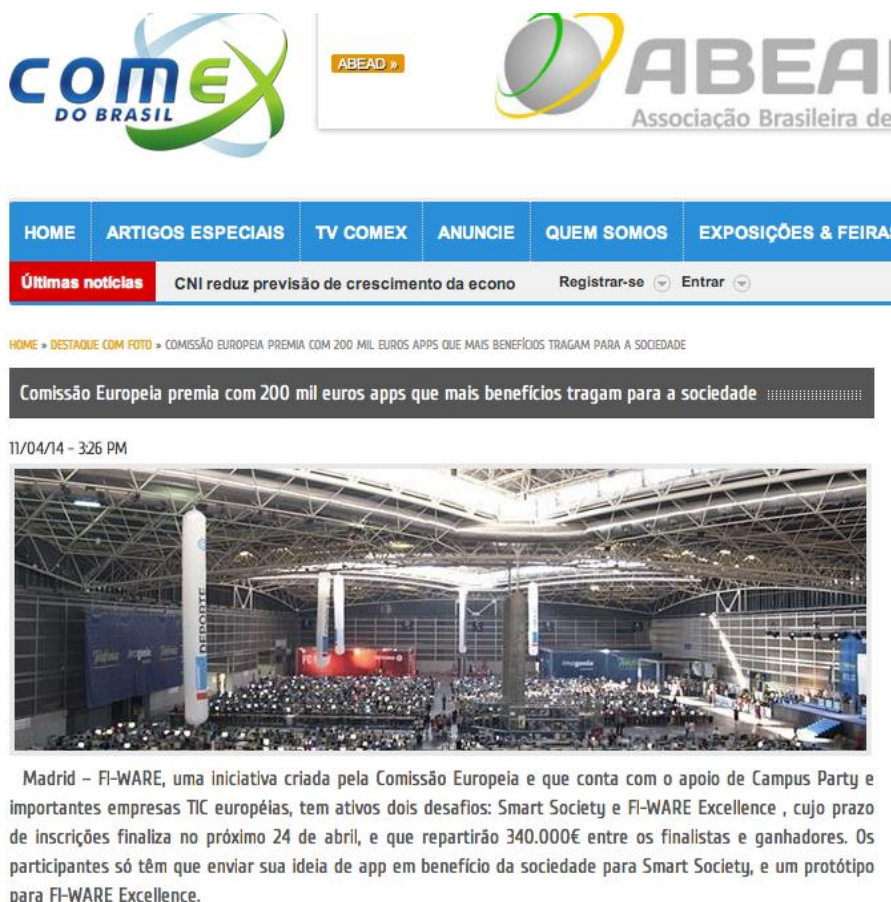 comex
DO BRASIL
ABEAD »
ABEA
Associação Brasileira de
HOME ARTIGOS ESPECIAIS TV COMEX ANUNCIE QUEM SOMOS EXPOSIÇÕES & FEIRAS
Últimas notícias CNI reduz previsão de crescimento da econo Registrar-se Entrar
HOME » DESTAQUE COM FOTO » COMISSÃO EUROPEIA PREMIA COM 200 MIL EUROS APPS QUE MAIS BENEFÍCIOS TRAGAM PARA A SOCIEDADE
Comissão Europeia premia com 200 mil euros apps que mais benefícios tragam para a sociedade
11/04/14 - 3:26 PM
DEPORTE
Madrid – FI-WARE, uma iniciativa criada pela Comissão Europeia e que conta com o apoio de Campus Party e
importantes empresas TIC européias, tem ativos dois desafios: Smart Society e FI-WARE Excellence , cujo prazo
de inscrições finaliza no próximo 24 de abril, e que repartirão 340.000€ entre os finalistas e ganhadores. Os
participantes só têm que enviar sua ideia de app em benefício da sociedade para Smart Society, e um protótipo
para FI-WARE Excellence.